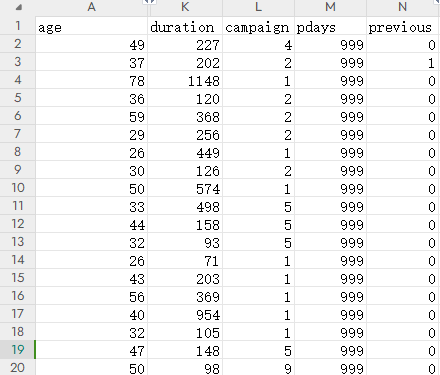 A K L M N
1 age duration campaign pdays previous
2 49 227 4 999 0
3 37 202 2 999 1
4 78 1148 1 999 0
5 36 120 2 999 0
6 59 368 2 999 0
7 29 256 2 999 0
8 26 449 1 999 0
9 30 126 2 999 0
10 50 574 1 999 0
11 33 498 5 999 0
12 44 158 5 999 0
13 32 93 5 999 0
14 26 71 1 999 0
15 43 203 1 999 0
16 56 369 1 999 0
17 40 954 1 999 0
18 32 105 1 999 0
19 47 148 5 999 0
20 50 98 9 999 0